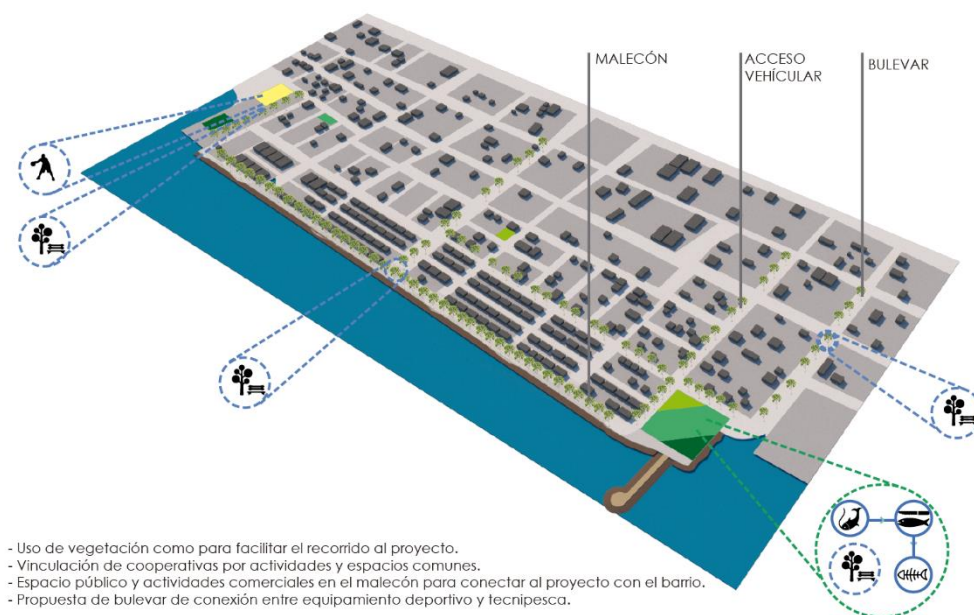 MALECÓN
ACCESO
VEHÍCULAR
BULEVAR
- Uso de vegetación como para facilitar el recorrido al proyecto.
- Vinculación de cooperativas por actividades y espacios comunes.
- Espacio público y actividades comerciales en el malecón para conectar al proyecto con el barrio.
- Propuesta de bulevar de conexión entre equipamiento deportivo y tecnipesca.